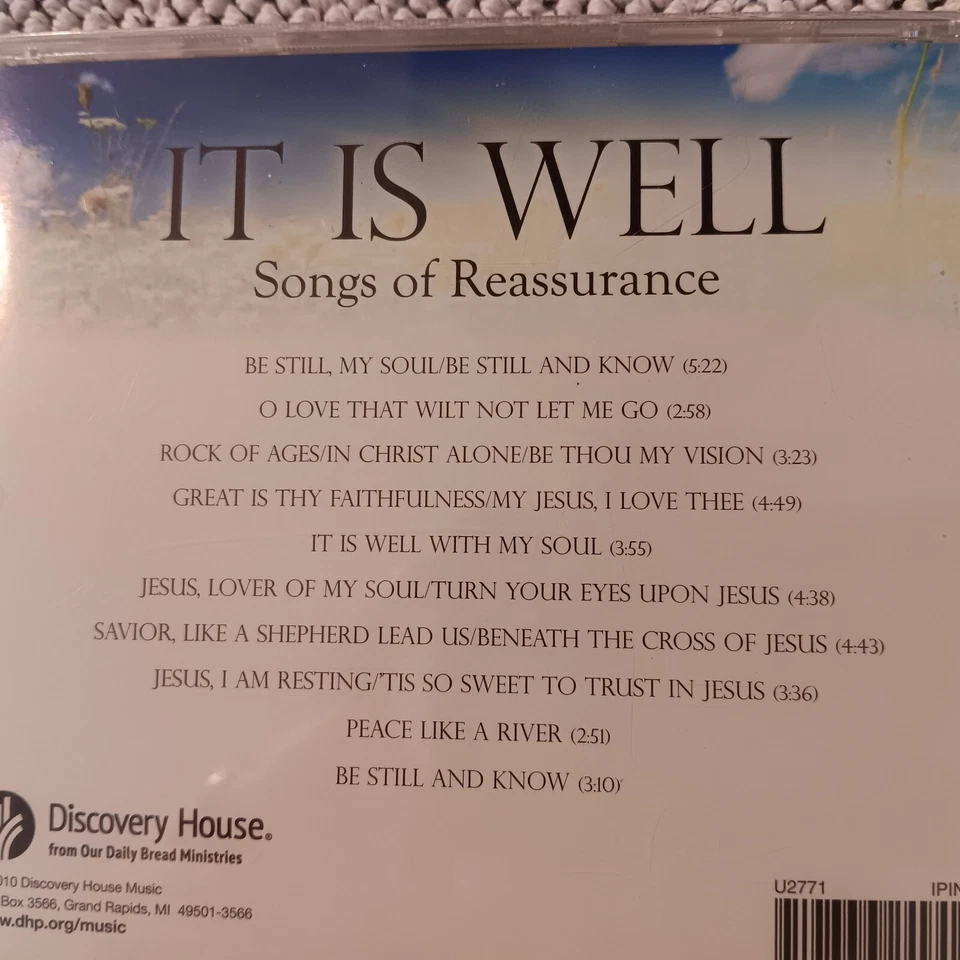 IT IS WELL
Songs of Reassurance
BE STILL, MY SOUL/BE STILL AND KNOW (5:22)
O LOVE THAT WILT NOT LET ME GO (2:58)
ROCK OF AGES/IN CHRIST ALONE/BE THOU MY VISION (3:23)
GREAT IS THY FAITHFULNESS/MY JESUS, I LOVE THEE (4:49)
IT IS WELL WITH MY SOUL (3:55)
JESUS, LOVER OF MY SOUL/TURN YOUR EYES UPON JESUS (4:38)
SAVIOR, LIKE A SHEPHERD LEAD US/BENEATH THE CROSS OF JESUS (4:43)
JESUS, I AM RESTING/'TIS SO SWEET TO TRUST IN JESUS (3:36)
PEACE LIKE A RIVER (2:51)
BE STILL AND KNOW (3:10)
Discovery House®
from Our Daily Bread Ministries
010 Discovery House Music
Box 3566, Grand Rapids, MI 49501-3566
w.dhp.org/music
U2771 IPIN